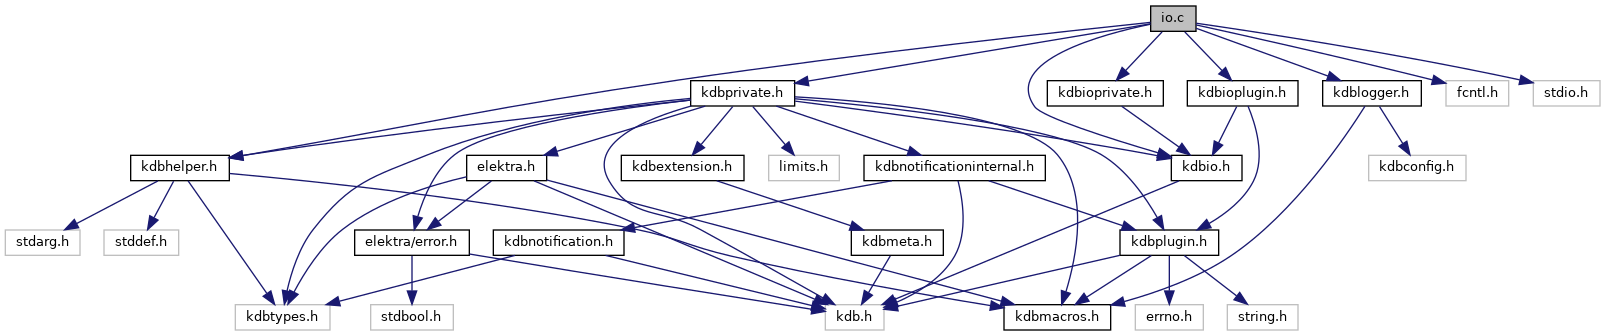 io.c
kdbprivate.h
kdbioprivate.h
kdbioplugin.h
kdblogger.h
fcntl.h
stdio.h
kdbhelper.h
elektra.h
kdbextension.h
limits.h
kdbnotificationinternal.h
kdbio.h
kdbconfig.h
stdarg.h
stddef.h
elektra/error.h
kdbnotification.h
kdbmeta.h
kdbplugin.h
kdbtypes.h
stdbool.h
kdb.h
kdbmacros.h
errno.h
string.h